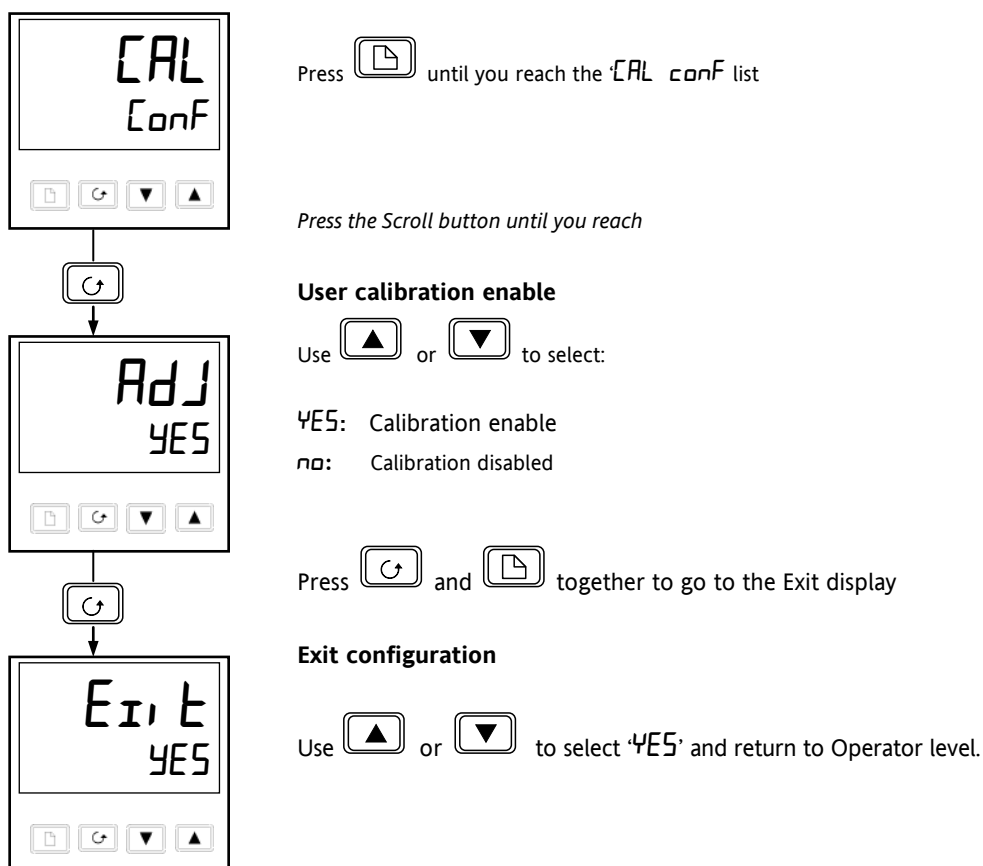 CAL
ConF
Press until you reach the ‘CAL conF list
Press the Scroll button until you reach
User calibration enable
Use or to select:
AdJ
YES
YES: Calibration enable
no: Calibration disabled
Press and together to go to the Exit display
Exit configuration
ExiT
YES
Use or to select ‘YES’ and return to Operator level.